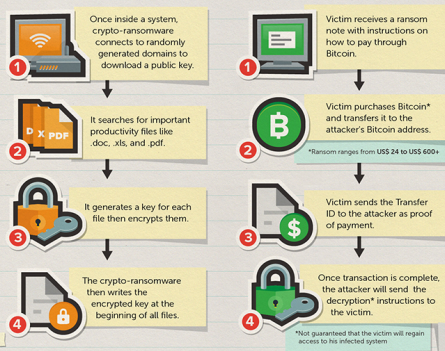 1
Once inside a system,
crypto-ransomware
connects to randomly
generated domains to
download a public key.
2
D X PDF
It searches for important
productivity files like
.doc, .xls, and .pdf.
3
It generates a key for each
file then encrypts them.
4
The crypto-ransomware
then writes the
encrypted key at the
beginning of all files.
1
Victim receives a ransom
note with instructions on
how to pay through
Bitcoin.
2
Victim purchases Bitcoin*
and transfers it to the
attacker's Bitcoin address.
*Ransom ranges from US$ 24 to US$ 600+
3
$
Victim sends the Transfer
ID to the attacker as proof
of payment.
4
Once transaction is complete,
the attacker will send the
decryption* instructions to
the victim.
*Not guaranteed that the victim will regain
access to his infected system